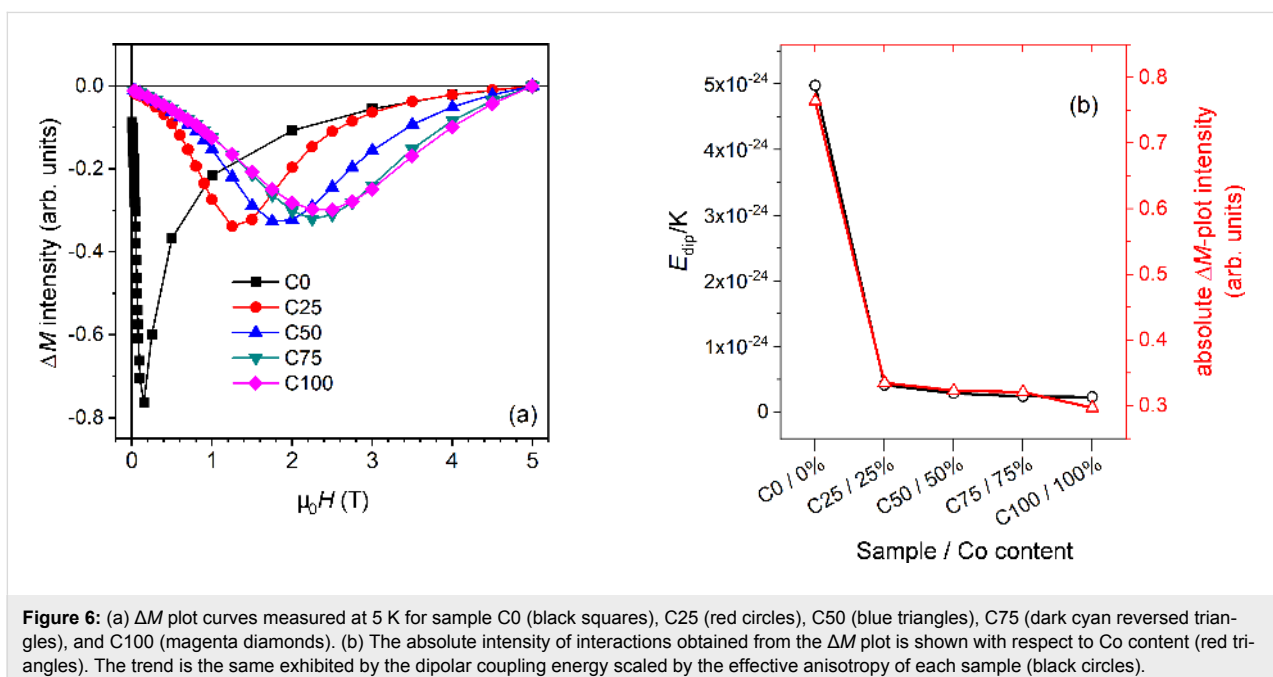 0.0
-0.2
-0.4
-0.6
-0.8
ΔM intensity (arb. units)
C0
C25
C50
C75
C100
(a)
0 1 2 3 4 5
μ₀H (T)
(b)
5x10⁻²⁴
4x10⁻²⁴
3x10⁻²⁴
2x10⁻²⁴
1x10⁻²⁴
0
E_dip/K
0.8
0.7
0.6
0.5
0.4
0.3
absolute ΔM-plot intensity
(arb. units)
C0 / 0%
C25 / 25%
C50 / 50%
C75 / 75%
C100 / 100%
Sample / Co content
Figure 6: (a) ΔM plot curves measured at 5 K for sample C0 (black squares), C25 (red circles), C50 (blue triangles), C75 (dark cyan reversed trian-
gles), and C100 (magenta diamonds). (b) The absolute intensity of interactions obtained from the ΔM plot is shown with respect to Co content (red tri-
angles). The trend is the same exhibited by the dipolar coupling energy scaled by the effective anisotropy of each sample (black circles).